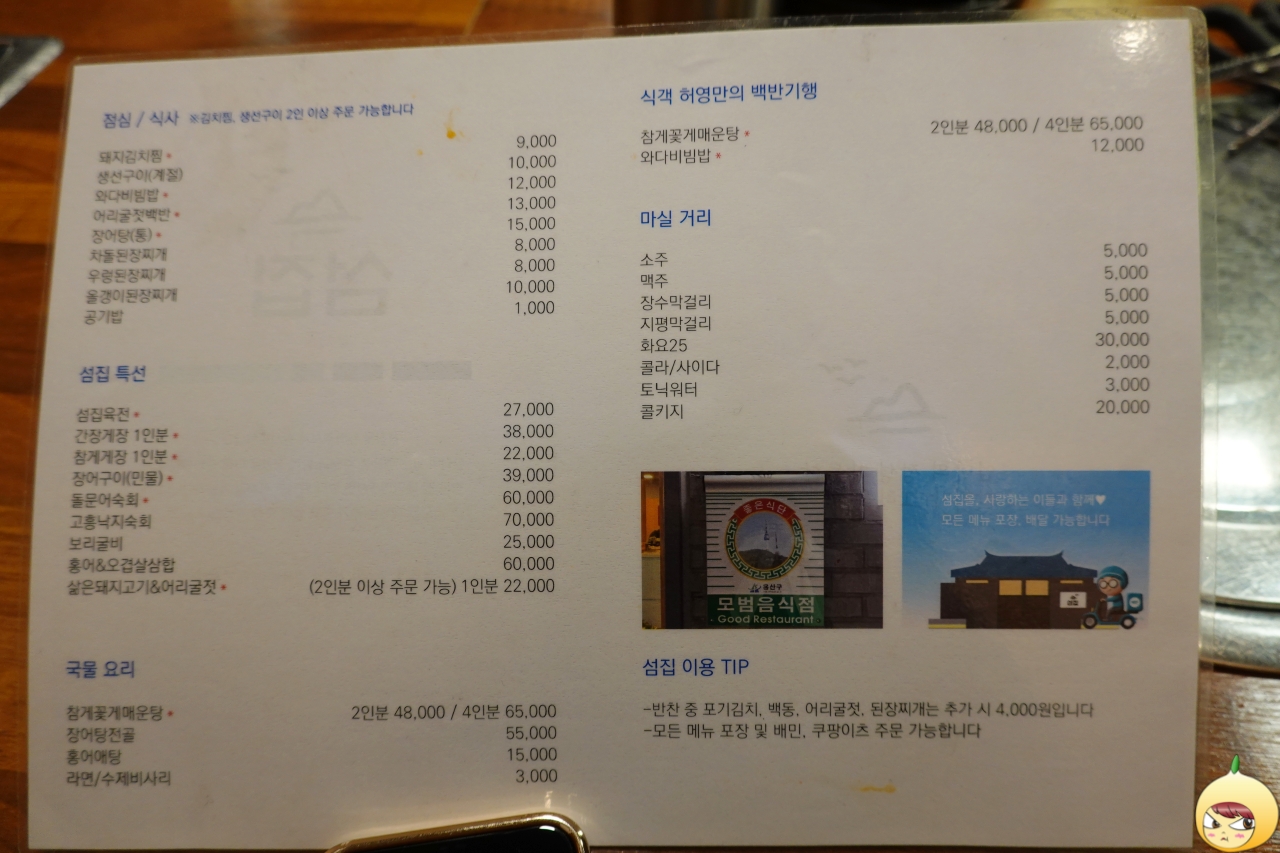 점심 / 식사 ※김치찜, 생선구이 2인 이상 주문 가능합니다
돼지김치찜* 9,000
생선구이(계절) 10,000
와다비빔밥* 12,000
어리굴젓백반* 13,000
장어탕(통)* 15,000
차돌된장찌개 8,000
우렁된장찌개 8,000
올갱이된장찌개 10,000
공기밥 1,000
섬집 특선
섬집육전* 27,000
간장게장 1인분* 38,000
참게게장 1인분* 22,000
장어구이(민물)* 39,000
돌문어숙회* 60,000
고흥낙지숙회 70,000
보리굴비 25,000
홍어&오겹살삼합 60,000
삶은돼지고기&어리굴젓* (2인분 이상 주문 가능) 1인분 22,000
국물 요리
참게꽃게매운탕* 2인분 48,000 / 4인분 65,000
장어탕전골 55,000
홍어애탕 15,000
라면/수제비사리 3,000
식객 허영만의 백반기행
참게꽃게매운탕* 2인분 48,000 / 4인분 65,000
와다비빔밥* 12,000
마실 거리
소주 5,000
맥주 5,000
장수막걸리 5,000
지평막걸리 5,000
화요25 30,000
콜라/사이다 2,000
토닉워터 3,000
콜키지 20,000
좋은식단
용산구
모범음식점
Good Restaurant
섬집을, 사랑하는 이들과 함께♥
모든 메뉴 포장, 배달 가능합니다
섬집
섬집 이용 TIP
-반찬 중 포기김치, 백동, 어리굴젓, 된장찌개는 추가 시 4,000원입니다
-모든 메뉴 포장 및 배민, 쿠팡이츠 주문 가능합니다